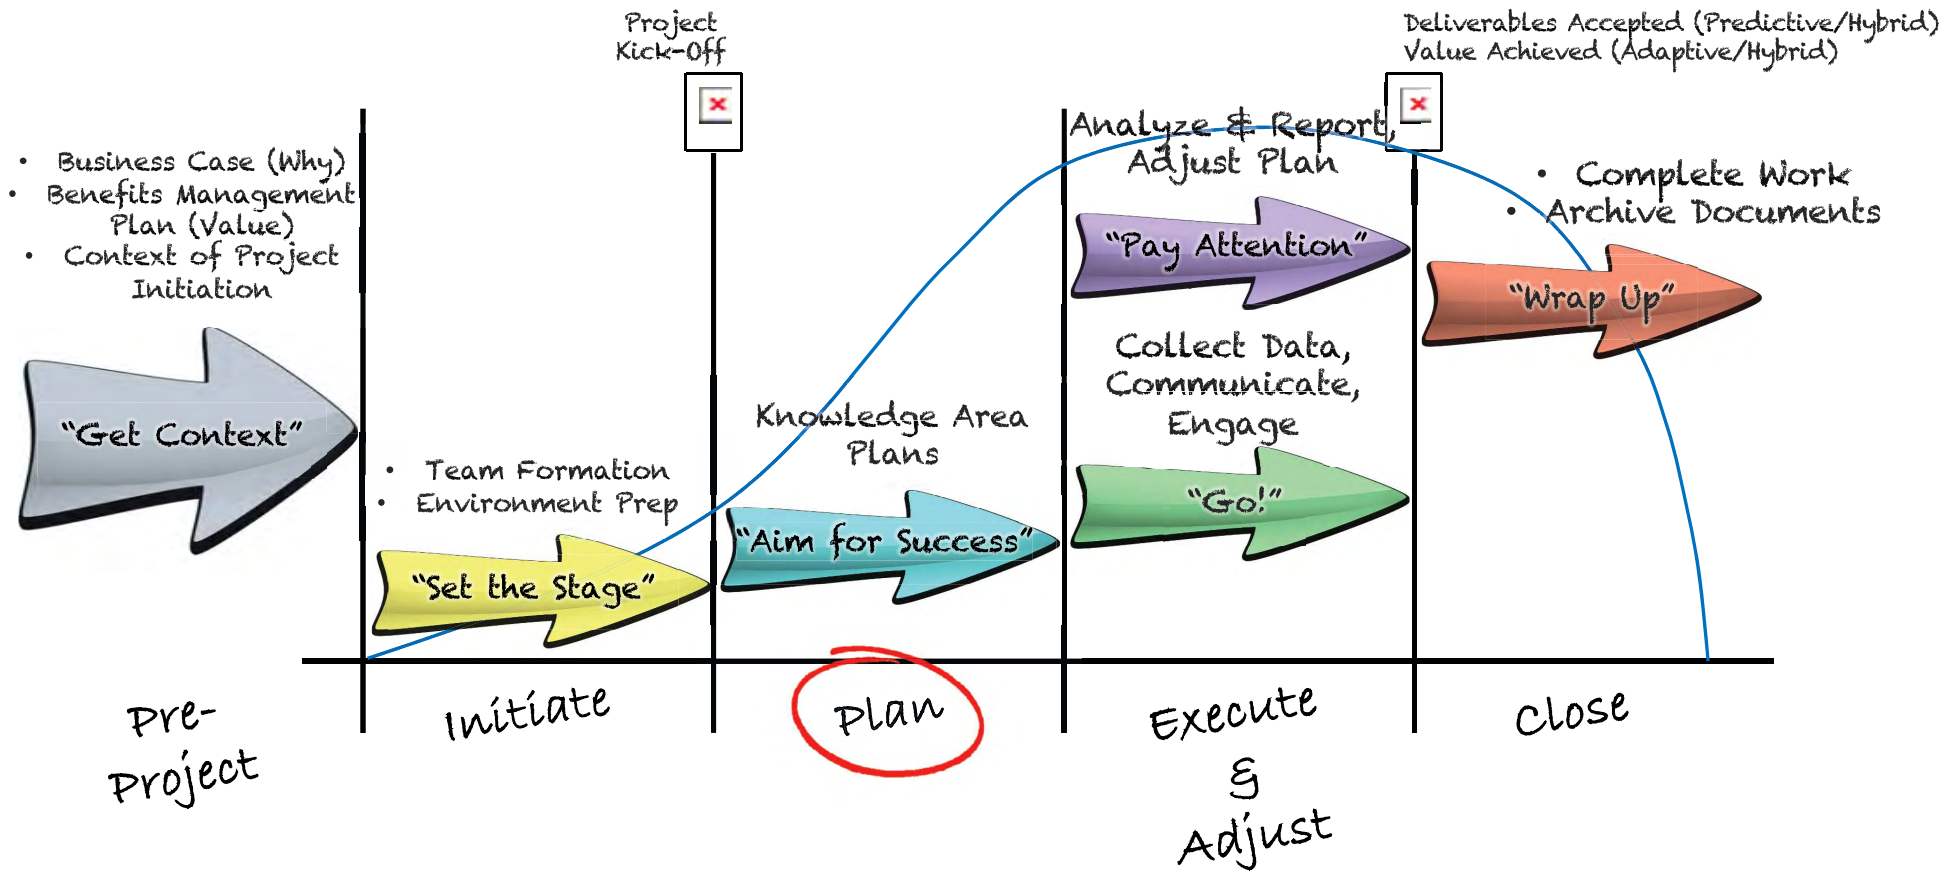 Project
Kick-Off
Deliverables Accepted (Predictive/Hybrid)
Value Achieved (Adaptive/Hybrid)
• Business Case (Why)
• Benefits Management
Plan (Value)
• Context of Project
Initiation
"Get Context"
• Team Formation
• Environment Prep
"Set the Stage"
Knowledge Area
Plans
"Aim for Success"
Analyze & Report,
Adjust Plan
"Pay Attention"
Collect Data,
Communicate,
Engage
"Go!"
• Complete Work
• Archive Documents
"Wrap Up"
Pre-
Project
Initiate
Plan
Execute
&
Adjust
Close